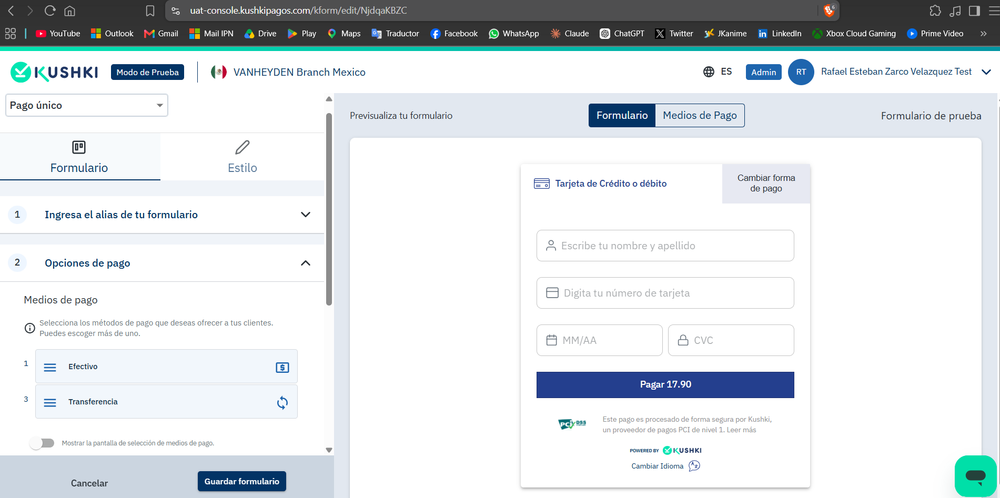 uat-console.kushkipagos.com/kform/edit/NjdqaKBZC
6
YouTube
Outlook
Gmail
Mail IPN
Drive
Play
Maps
Traductor
Facebook
WhatsApp
Claude
ChatGPT
Twitter
JKanime
LinkedIn
Xbox Cloud Gaming
Prime Video
KUSHKI
Modo de Prueba
VANHEYDEN Branch Mexico
ES
Admin
RT
Rafael Esteban Zarco Velazquez Test
Pago único
Formulario
Estilo
1
Ingresa el alias de tu formulario
2
Opciones de pago
Medios de pago
Selecciona los métodos de pago que deseas ofrecer a tus clientes.
Puedes escoger más de uno.
1
Efectivo
3
Transferencia
Mostrar la pantalla de selección de medios de pago.
Cancelar
Guardar formulario
Previsualiza tu formulario
Formulario
Medios de Pago
Formulario de prueba
Tarjeta de Crédito o débito
Cambiar forma
de pago
Escribe tu nombre y apellido
Digita tu número de tarjeta
MM/AA
CVC
Pagar 17.90
PCI DSS
Este pago es procesado de forma segura por Kushki,
un proveedor de pagos PCI de nivel 1. Leer más
POWERED BY KUSHKI
Cambiar Idioma